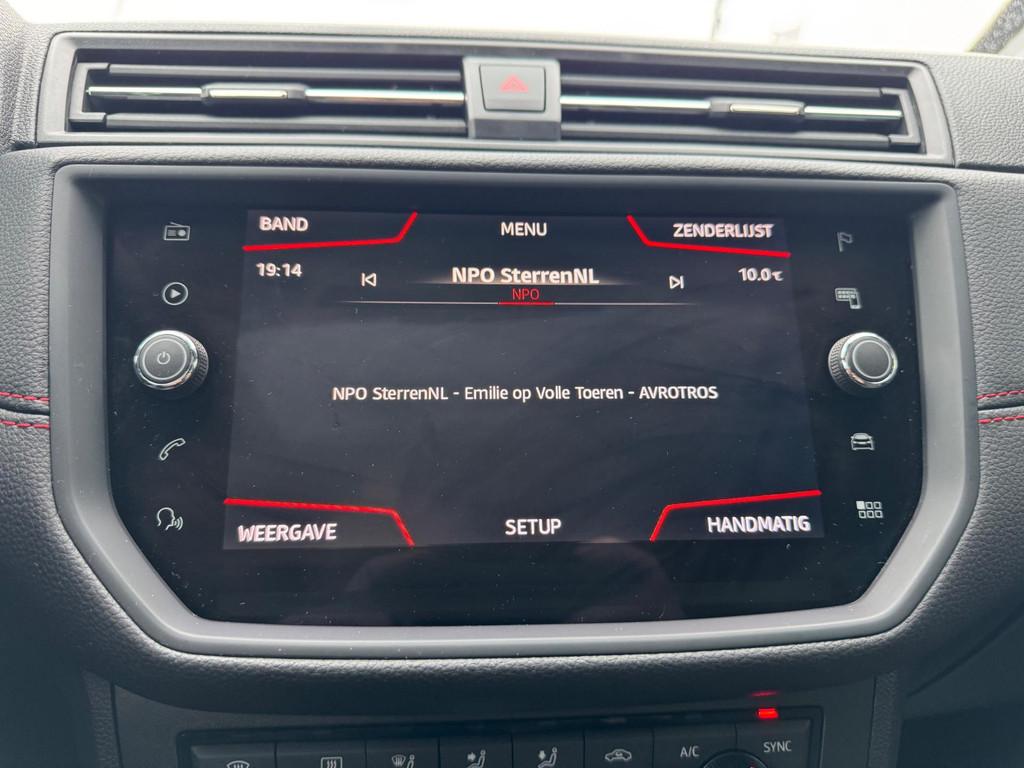 BAND MENU ZENDERLIJST
19:14 NPO SterrenNL 10.0°C
NPO
NPO SterrenNL - Emilie op Volle Toeren - AVROTROS
WEERGAVE SETUP HANDMATIG
A/C SYNC